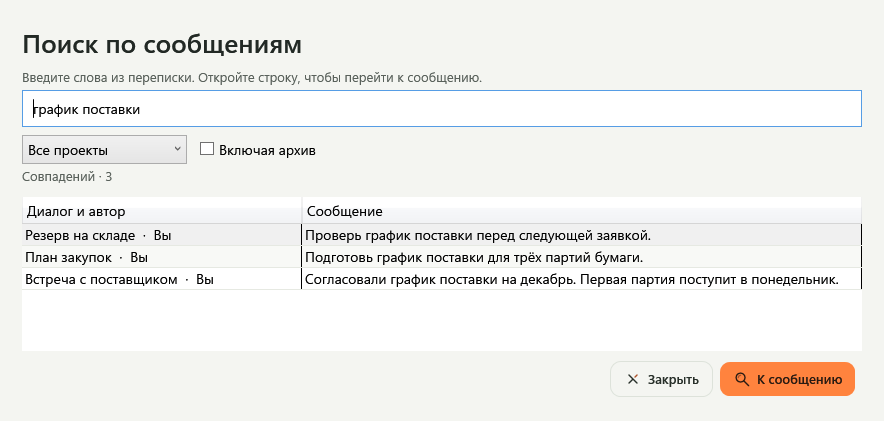 Поиск по сообщениям
Введите слова из переписки. Откройте строку, чтобы перейти к сообщению.
график поставки
Все проекты
Включая архив
Совпадений · 3
Диалог и автор Сообщение
Резерв на складе · Вы Проверь график поставки перед следующей заявкой.
План закупок · Вы Подготовь график поставки для трёх партий бумаги.
Встреча с поставщиком · Вы Согласовали график поставки на декабрь. Первая партия поступит в понедельник.
Закрыть К сообщению